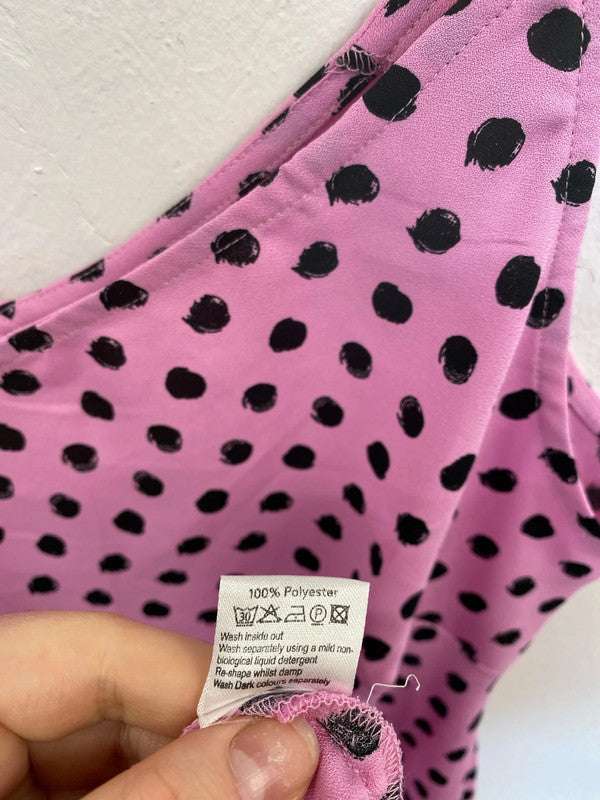 100% Polyester
30 P
Wash inside out
Wash separately using a mild non-
biological liquid detergent
Re-shape whilst damp
Wash Dark colours separately